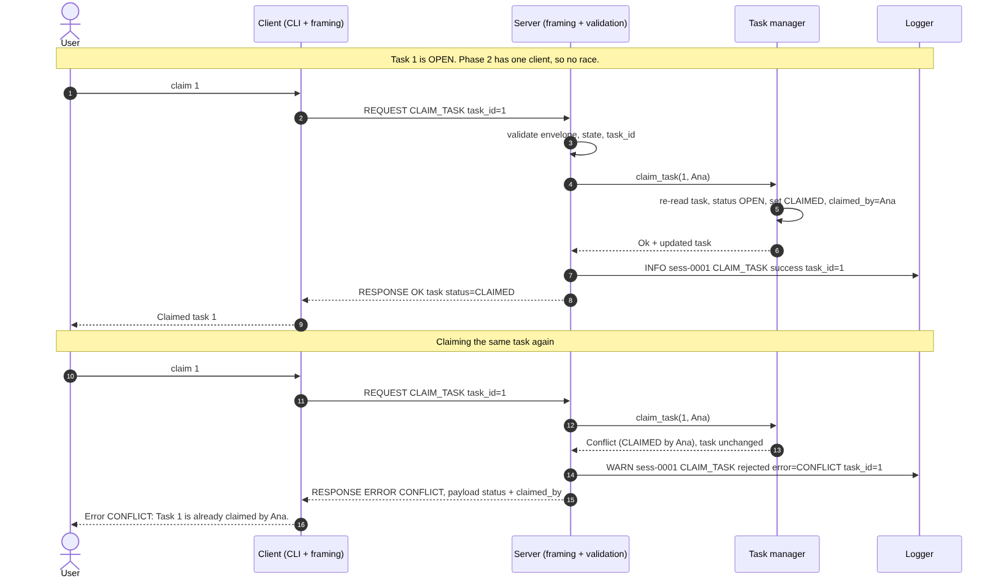 User
Client (CLI + framing)
Server (framing + validation)
Task manager
Logger
Task 1 is OPEN. Phase 2 has one client, so no race.
claim 1
1
REQUEST CLAIM_TASK task_id=1
2
validate envelope, state, task_id
3
claim_task(1, Ana)
4
re-read task, status OPEN, set CLAIMED, claimed_by=Ana
5
Ok + updated task
6
INFO sess-0001 CLAIM_TASK success task_id=1
7
RESPONSE OK task status=CLAIMED
8
Claimed task 1
9
Claiming the same task again
claim 1
10
REQUEST CLAIM_TASK task_id=1
11
claim_task(1, Ana)
12
Conflict (CLAIMED by Ana), task unchanged
13
WARN sess-0001 CLAIM_TASK rejected error=CONFLICT task_id=1
14
RESPONSE ERROR CONFLICT, payload status + claimed_by
15
Error CONFLICT: Task 1 is already claimed by Ana.
16
User
Client (CLI + framing)
Server (framing + validation)
Task manager
Logger